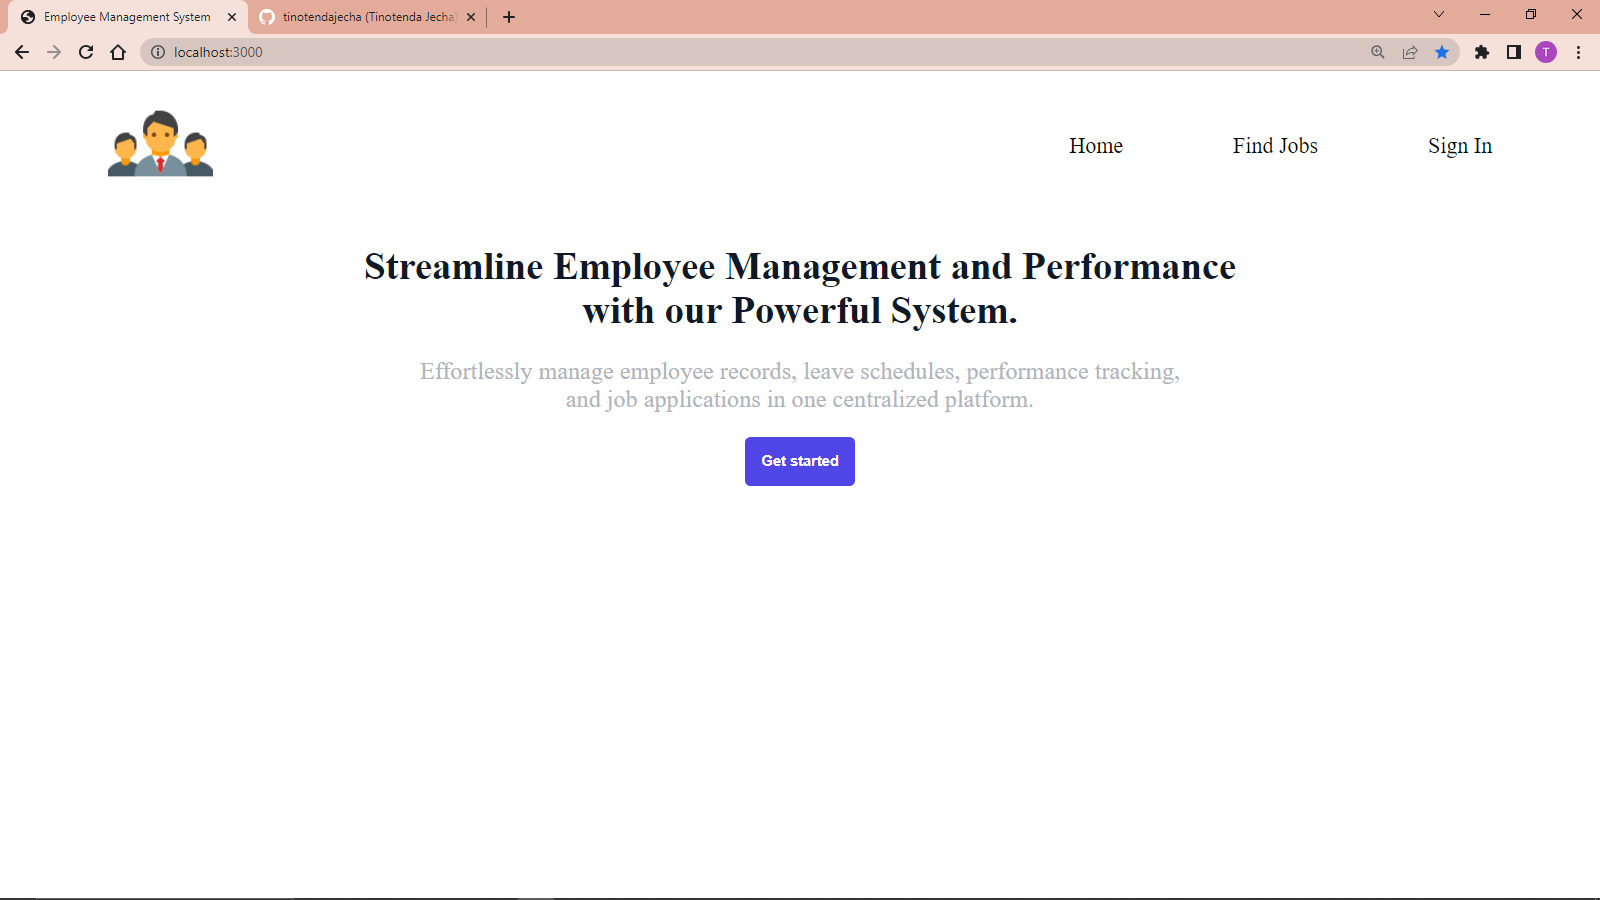 Employee Management System
tinotendajecha (Tinotenda Jecha)
localhost:3000
T
Home
Find Jobs
Sign In
Streamline Employee Management and Performance
with our Powerful System.
Effortlessly manage employee records, leave schedules, performance tracking,
and job applications in one centralized platform.
Get started